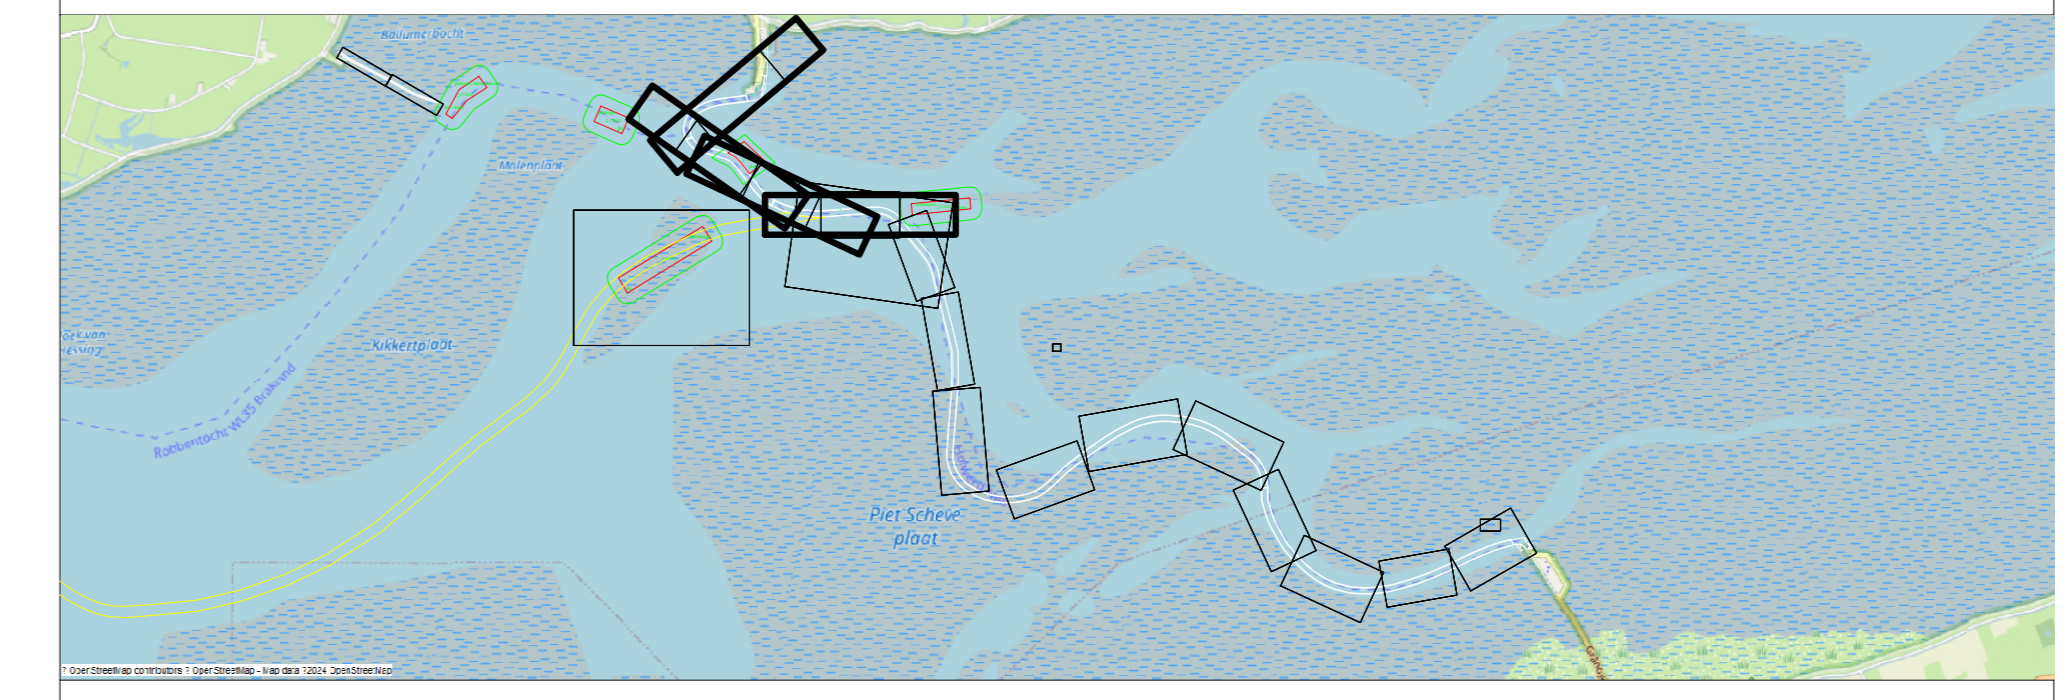 Ballumerbocht
Molenplaat
Kikkertplaat
Robbentocht WL35 Brakzand
Piet Scheve
plaat
? OpenStreetMap contributors ? OpenStreetMap - Map data ?2024 OpenStreetMap